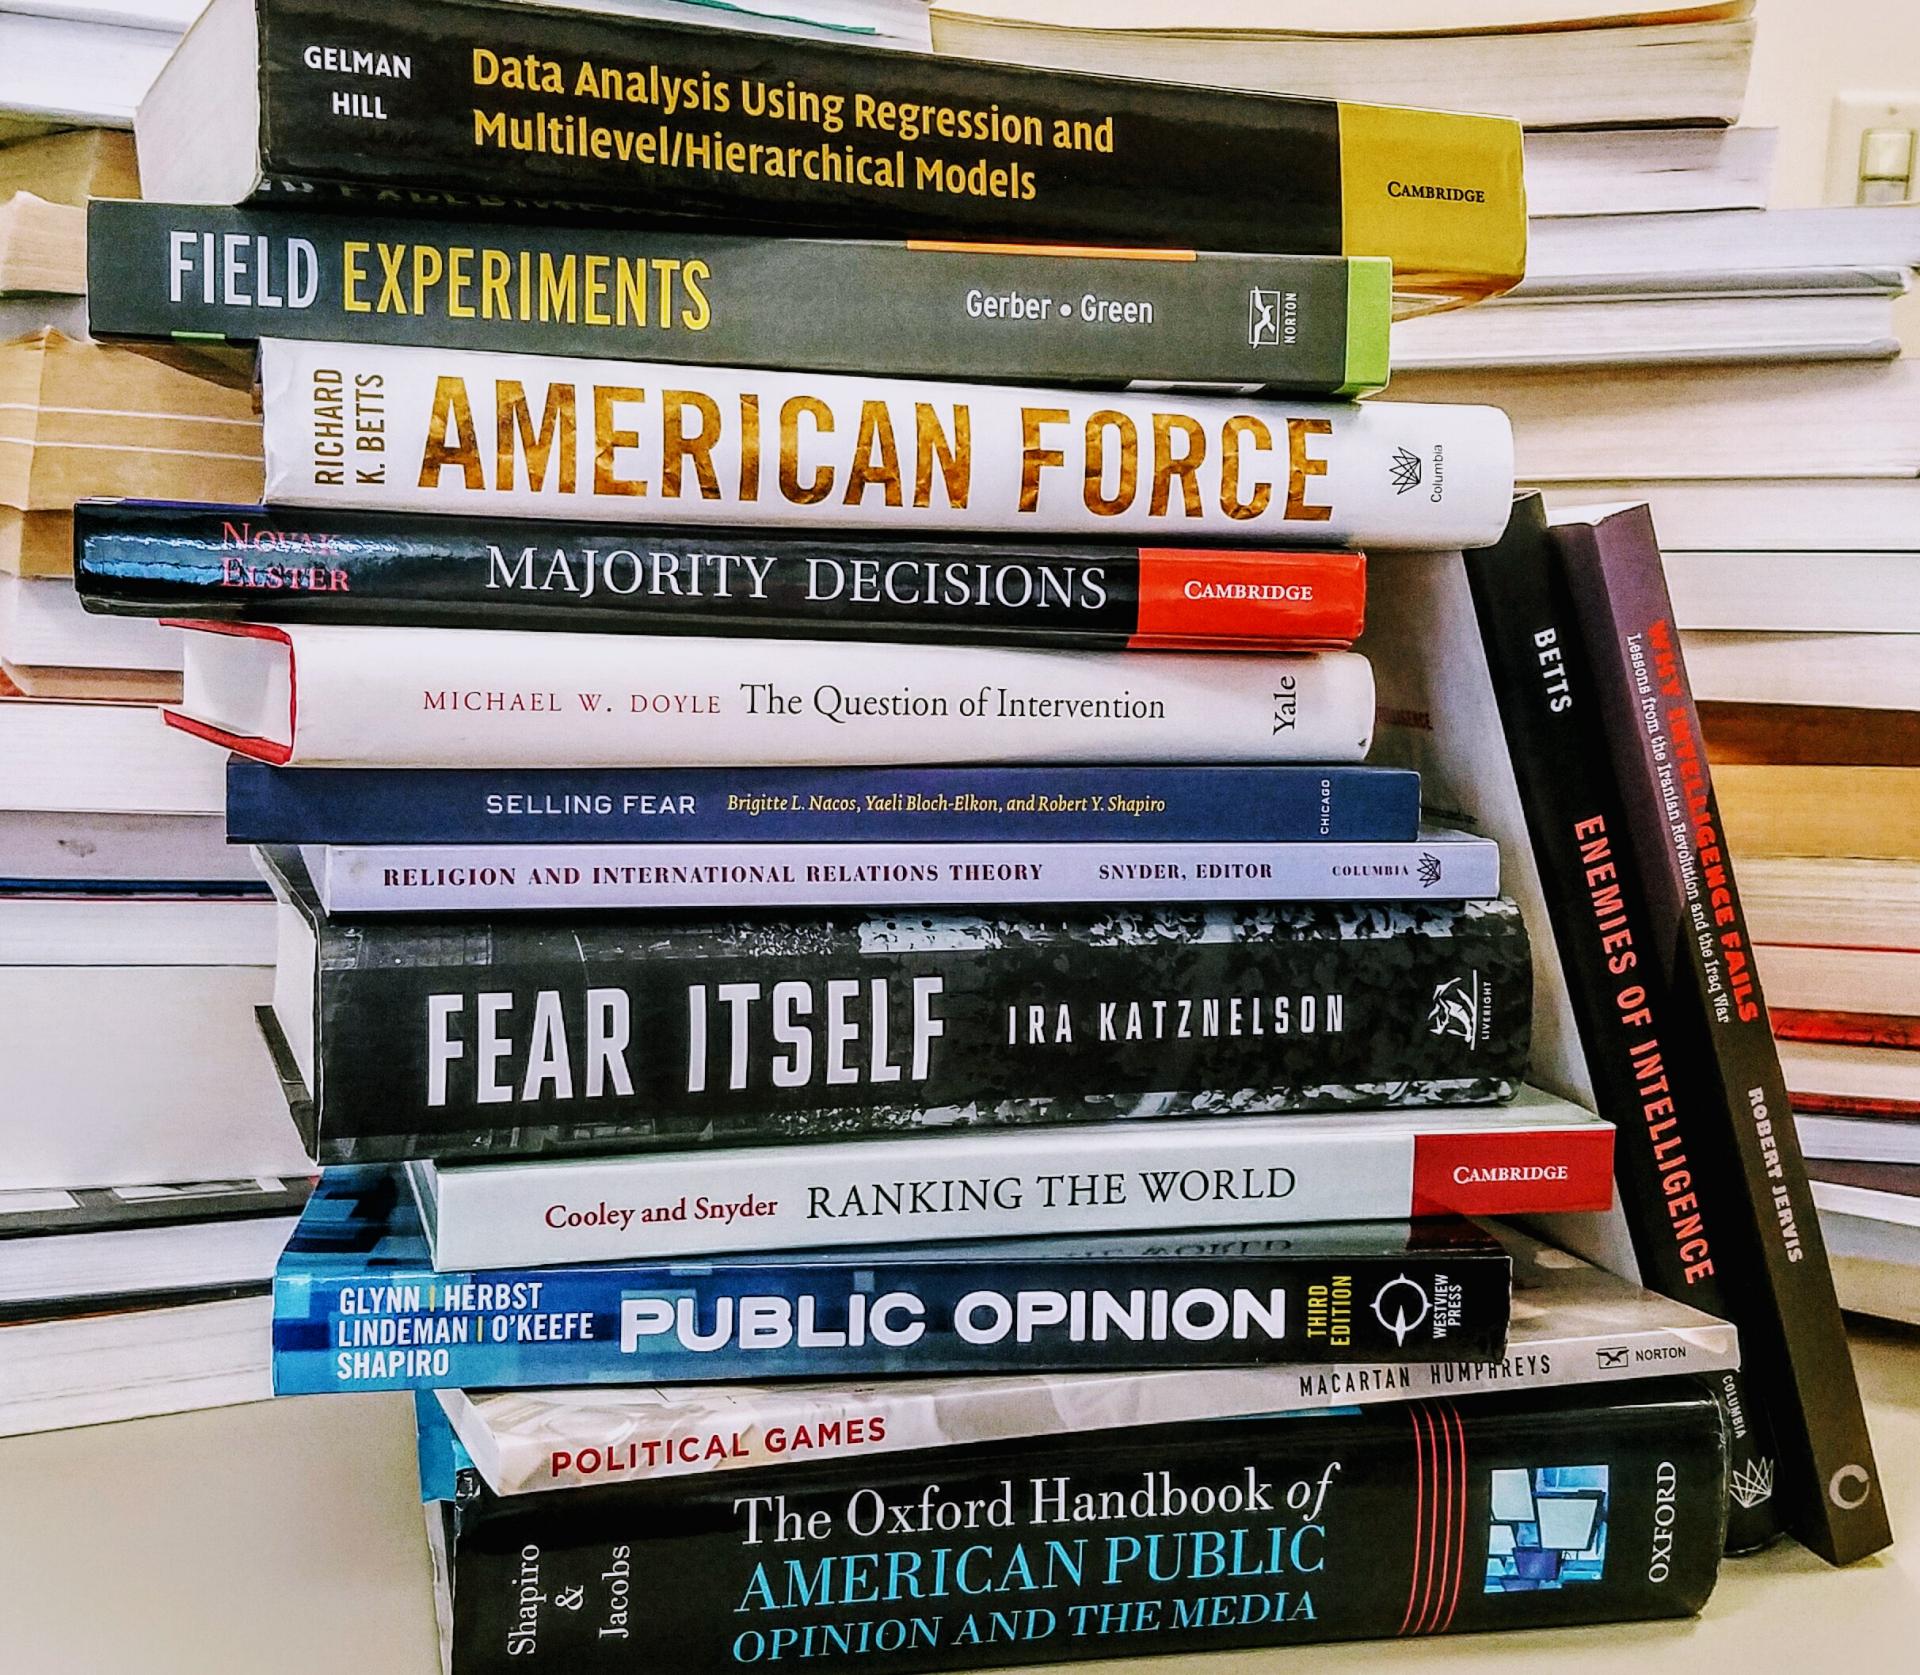 GELMAN
HILL
Data Analysis Using Regression and
Multilevel/Hierarchical Models
CAMBRIDGE
FIELD EXPERIMENTS
Gerber • Green
NORTON
RICHARD
K. BETTS
AMERICAN FORCE
Columbia
NOVAK
ELSTER
MAJORITY DECISIONS
CAMBRIDGE
MICHAEL W. DOYLE The Question of Intervention
Yale
SELLING FEAR Brigitte L. Nacos, Yaeli Bloch-Elkon, and Robert Y. Shapiro
CHICAGO
RELIGION AND INTERNATIONAL RELATIONS THEORY SNYDER, EDITOR COLUMBIA
FEAR ITSELF IRA KATZNELSON
LIVERIGHT
Cooley and Snyder RANKING THE WORLD
CAMBRIDGE
GLYNN | HERBST
LINDEMAN | O'KEEFE
SHAPIRO
PUBLIC OPINION
THIRD
EDITION
WESTVIEW
PRESS
POLITICAL GAMES
MACARTAN HUMPHREYS
NORTON
Shapiro
&
Jacobs
The Oxford Handbook of
AMERICAN PUBLIC
OPINION AND THE MEDIA
OXFORD
BETTS
ENEMIES OF INTELLIGENCE
COLUMBIA
WHY INTELLIGENCE FAILS
Lessons from the Iranian Revolution and the Iraq War
ROBERT JERVIS